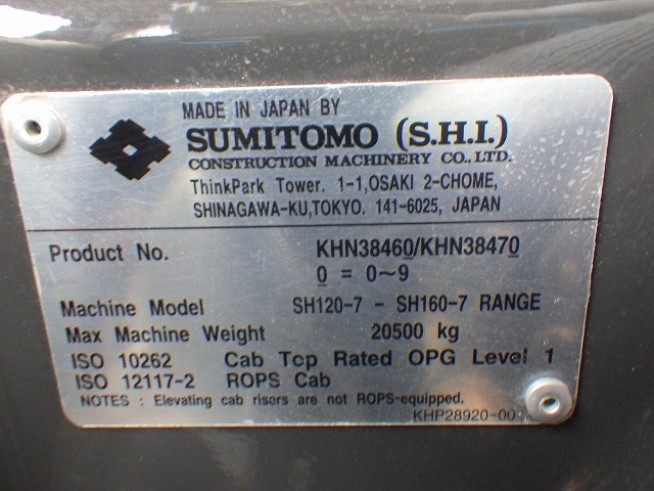 MADE IN JAPAN BY
SUMITOMO (S.H.I.)
CONSTRUCTION MACHINERY CO., LTD.
ThinkPark Tower. 1-1,OSAKI 2-CHOME,
SHINAGAWA-KU,TOKYO. 141-6025, JAPAN
Product No. KHN38460/KHN38470
0 = 0~9
Machine Model SH120-7 - SH160-7 RANGE
Max Machine Weight 20500 kg
ISO 10262 Cab Top Rated OPG Level 1
ISO 12117-2 ROPS Cab
NOTES : Elevating cab risers are not ROPS-equipped.
KHP28920-00